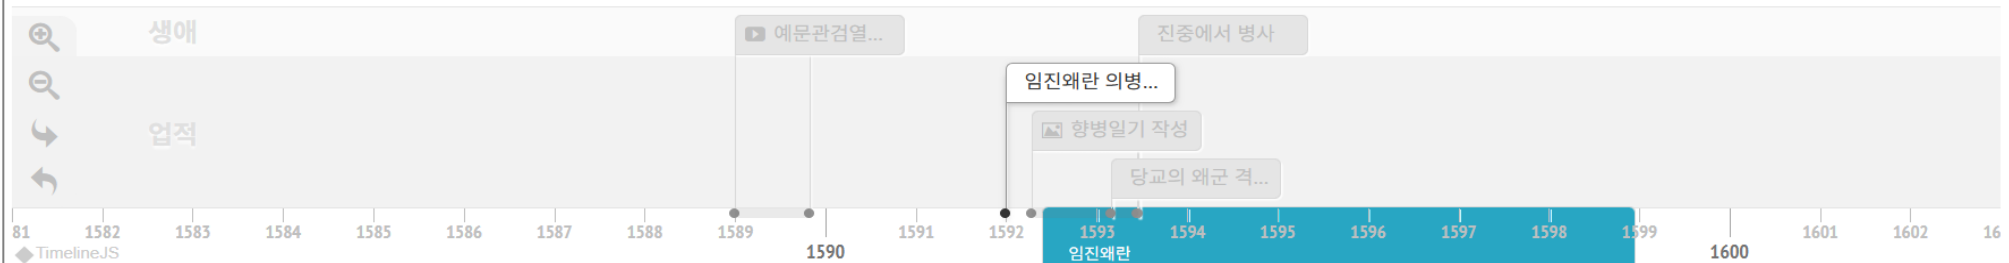 생애
예문관검열...
진중에서 병사
임진왜란 의병...
업적
향병일기 작성
당교의 왜군 격...
81 1582 1583 1584 1585 1586 1587 1588 1589 1590 1591 1592 1593 1594 1595 1596 1597 1598 1599 1600 1601 1602 16
TimelineJS
임진왜란